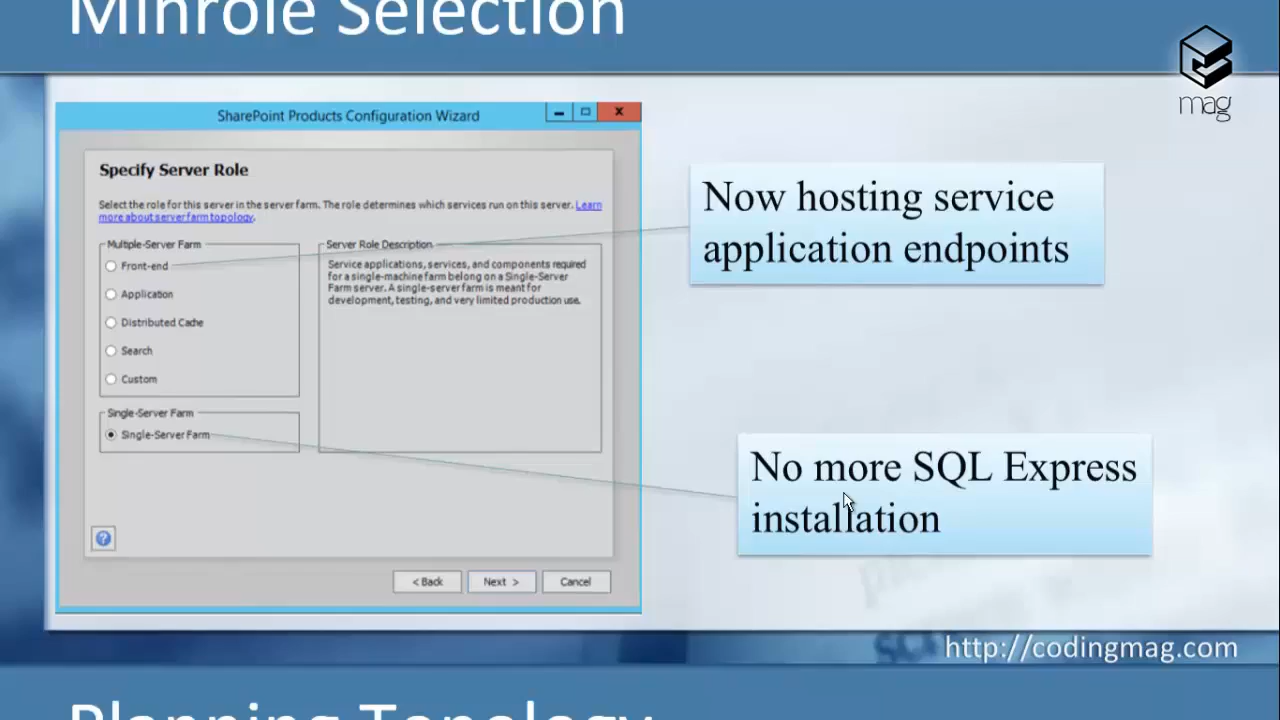 Minrole Selection
mag
SharePoint Products Configuration Wizard
Specify Server Role
Select the role for this server in the server farm. The role determines which services run on this server. Learn
more about server farm topology.
Multiple-Server Farm
Front-end
Application
Distributed Cache
Search
Custom
Single-Server Farm
Single-Server Farm
Server Role Description
Service applications, services, and components required
for a single-machine farm belong on a Single-Server
Farm server. A single-server farm is meant for
development, testing, and very limited production use.
< Back
Next >
Cancel
Now hosting service
application endpoints
No more SQL Express
installation
http://codingmag.com
Planning Topology